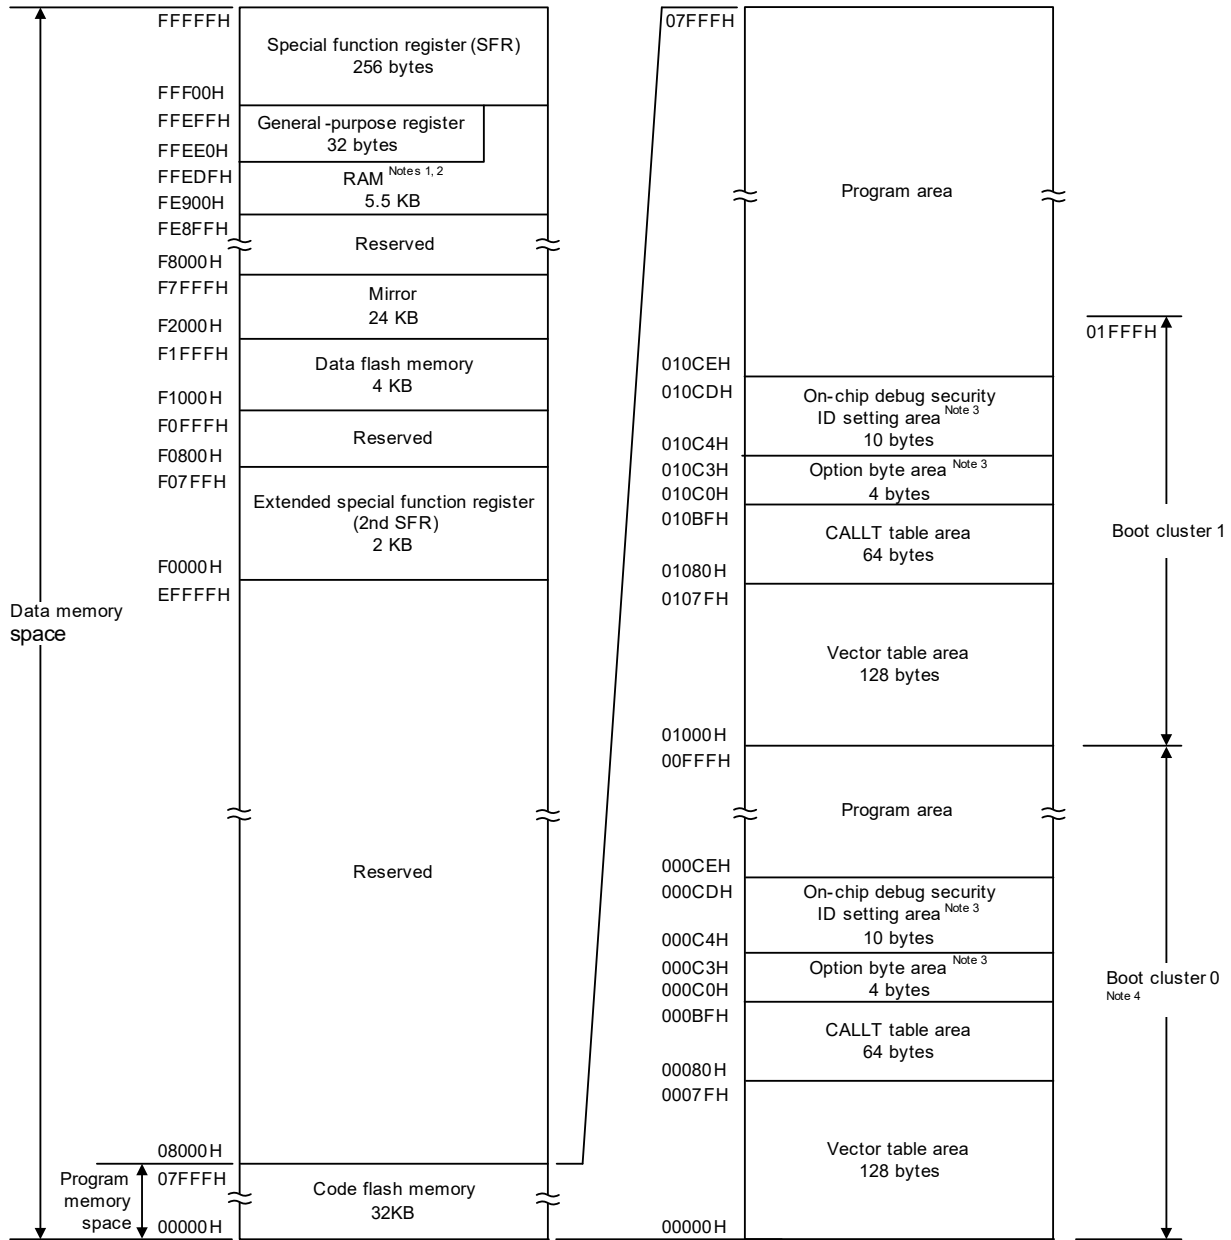 FFFFFH
Special function register (SFR)
256 bytes
FFF00H
FFEFFH
General-purpose register
32 bytes
FFEE0H
FFEDFH
RAM Notes 1, 2
5.5 KB
FE900H
FE8FFH
Reserved
F8000H
F7FFFH
Mirror
24 KB
F2000H
F1FFFH
Data flash memory
4 KB
F1000H
F0FFFH
Reserved
F0800H
F07FFH
Extended special function register
(2nd SFR)
2 KB
F0000H
EFFFFH
Data memory
space
Reserved
08000H
07FFFH
Program
memory
space
Code flash memory
32KB
00000H
07FFFH
Program area
01FFFH
010CEH
010CDH
On-chip debug security
ID setting area Note 3
10 bytes
010C4H
010C3H
Option byte area Note 3
4 bytes
010C0H
010BFH
CALLT table area
64 bytes
Boot cluster 1
01080H
0107FH
Vector table area
128 bytes
01000H
00FFFH
Program area
000CEH
000CDH
On-chip debug security
ID setting area Note 3
10 bytes
000C4H
000C3H
Option byte area Note 3
4 bytes
000C0H
Boot cluster 0
Note 4
000BFH
CALLT table area
64 bytes
00080H
0007FH
Vector table area
128 bytes
00000H